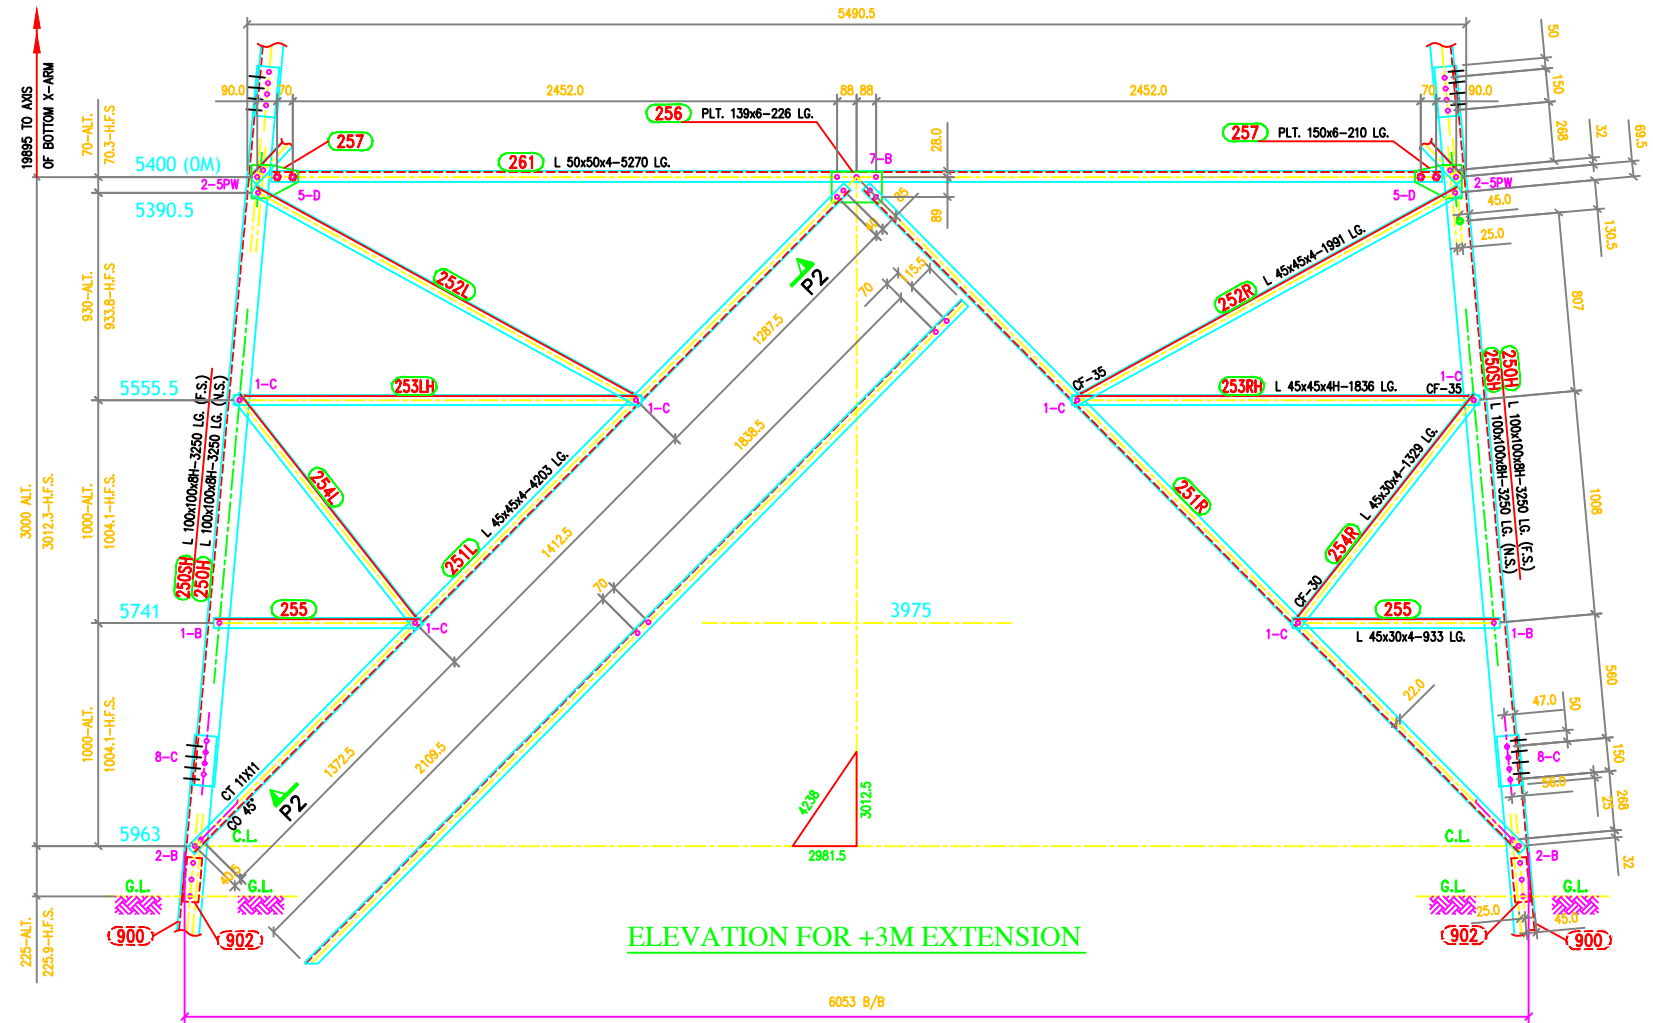 5490.5
90.0
70
2452.0
88
88
2452.0
70
90.0
50
150
268
32
69.5
19895 TO AXIS
OF BOTTOM X-ARM
70-ALT.
70.3-H.F.S
256
PLT. 139x6-226 LG.
257
257
PLT. 150x6-210 LG.
28.0
7-B
5400 (0M)
261
L 50x50x4-5270 LG.
2-5PW
5-D
5-D
2-5PW
5390.5
85
40
89
45.0
25.0
130.5
930-ALT.
933.8-H.F.S
252L
P2
115.5
70
252R
L 45x45x4-1991 LG.
807
1287.5
5555.5
1-C
253LH
1-C
CF-35
1-C
253RH
L 45x45x4H-1836 LG.
CF-35
1-C
250SH
250H
L 100x100x8H-3250 LG. (F.S.)
L 100x100x8H-3250 LG. (N.S.)
250SH
250H
L 100x100x8H-3250 LG. (N.S.)
L 100x100x8H-3250 LG. (F.S.)
1838.5
254L
L 45x45x4-4203 LG.
251L
1412.5
251R
254R
L 45x30x4-1329 LG.
1008
3000 ALT.
3012.3-H.F.S.
1000-ALT.
1004.1-H.F.S.
70
CF-30
5741
255
1-B
1-C
3975
1-C
255
1-B
L 45x30x4-933 LG.
560
22.0
47.0
50
1000-ALT.
1004.1-H.F.S.
8-C
8-C
150
268
56.0
25
32
CT 11X11
CO 45°
P2
1372.5
2109.5
4238
3012.5
2981.5
5963
C.L.
C.L.
2-B
2-B
40.5
G.L.
G.L.
G.L.
G.L.
25.0
45.0
225-ALT.
225.9-H.F.S.
900
902
902
900
ELEVATION FOR +3M EXTENSION
6053 B/B